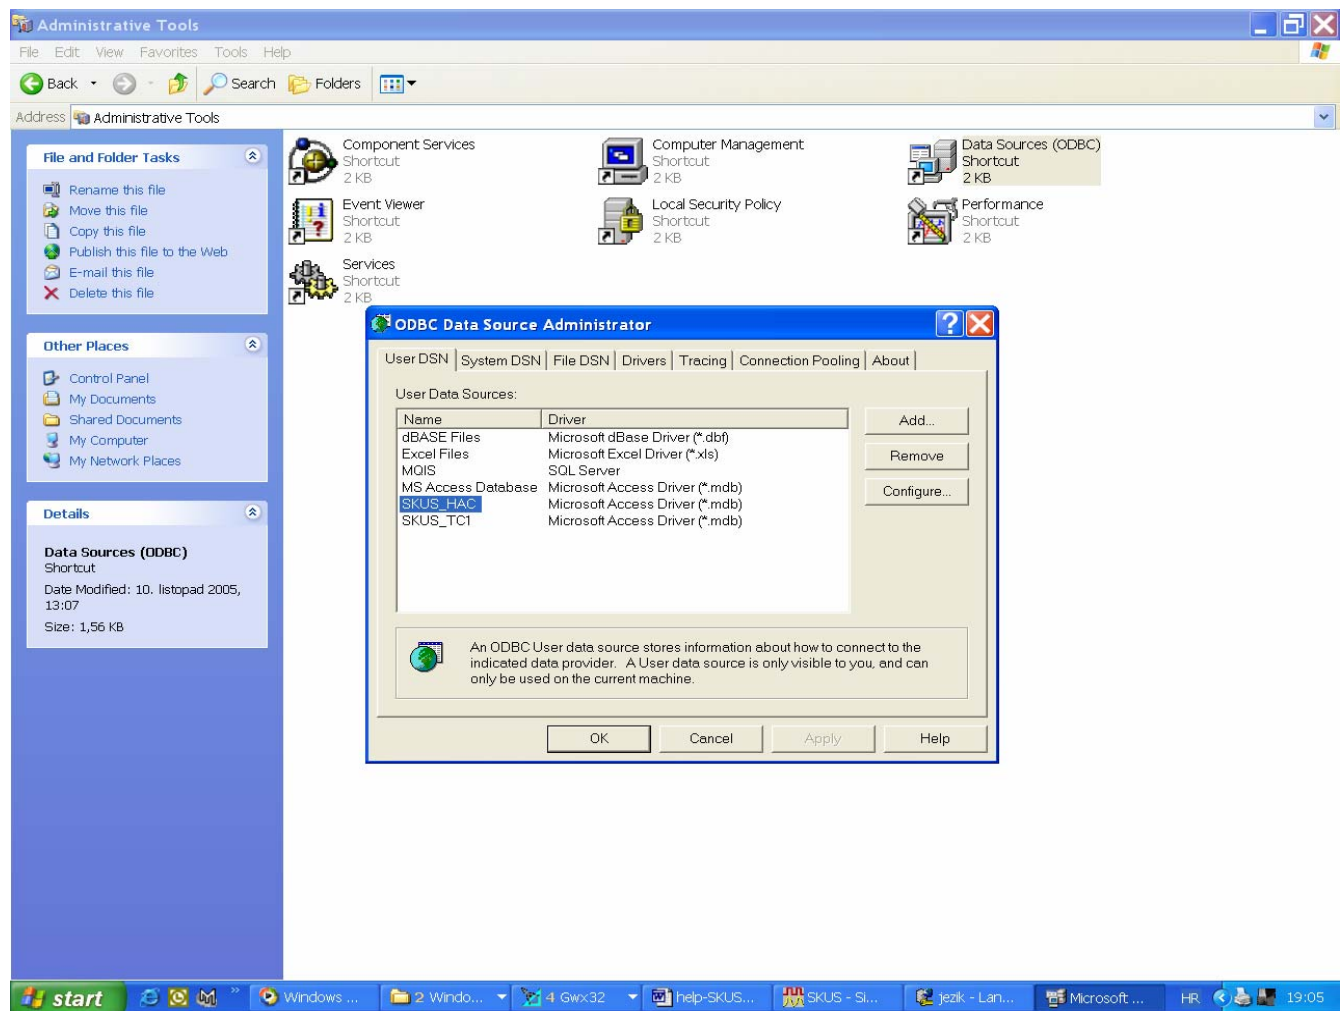 Administrative Tools
File Edit View Favorites Tools Help
Back Search Folders
Address Administrative Tools
File and Folder Tasks
Rename this file
Move this file
Copy this file
Publish this file to the Web
E-mail this file
Delete this file
Other Places
Control Panel
My Documents
Shared Documents
My Computer
My Network Places
Details
Data Sources (ODBC)
Shortcut
Date Modified: 10. listopad 2005,
13:07
Size: 1,56 KB
Component Services
Shortcut
2 KB
Computer Management
Shortcut
2 KB
Data Sources (ODBC)
Shortcut
2 KB
Event Viewer
Shortcut
2 KB
Local Security Policy
Shortcut
2 KB
Performance
Shortcut
2 KB
Services
Shortcut
2 KB
ODBC Data Source Administrator
User DSN System DSN File DSN Drivers Tracing Connection Pooling About
User Data Sources:
Name Driver
dBASE Files Microsoft dBase Driver (*.dbf)
Excel Files Microsoft Excel Driver (*.xls)
MQIS SQL Server
MS Access Database Microsoft Access Driver (*.mdb)
SKUS_HAC Microsoft Access Driver (*.mdb)
SKUS_TC1 Microsoft Access Driver (*.mdb)
Add...
Remove
Configure...
An ODBC User data source stores information about how to connect to the
indicated data provider. A User data source is only visible to you, and can
only be used on the current machine.
OK Cancel Apply Help
start Windows ... 2 Windo... 4 Gwx32 help-SKUS... SKUS - Si... jezik - Lan... Microsoft ... HR 19:05